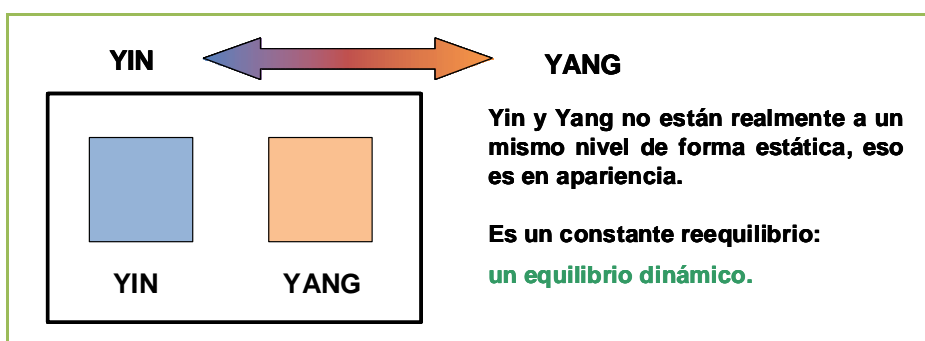 YIN
YANG
YIN
YANG
Yin y Yang no están realmente a un
mismo nivel de forma estática, eso
es en apariencia.
Es un constante reequilibrio:
un equilibrio dinámico.